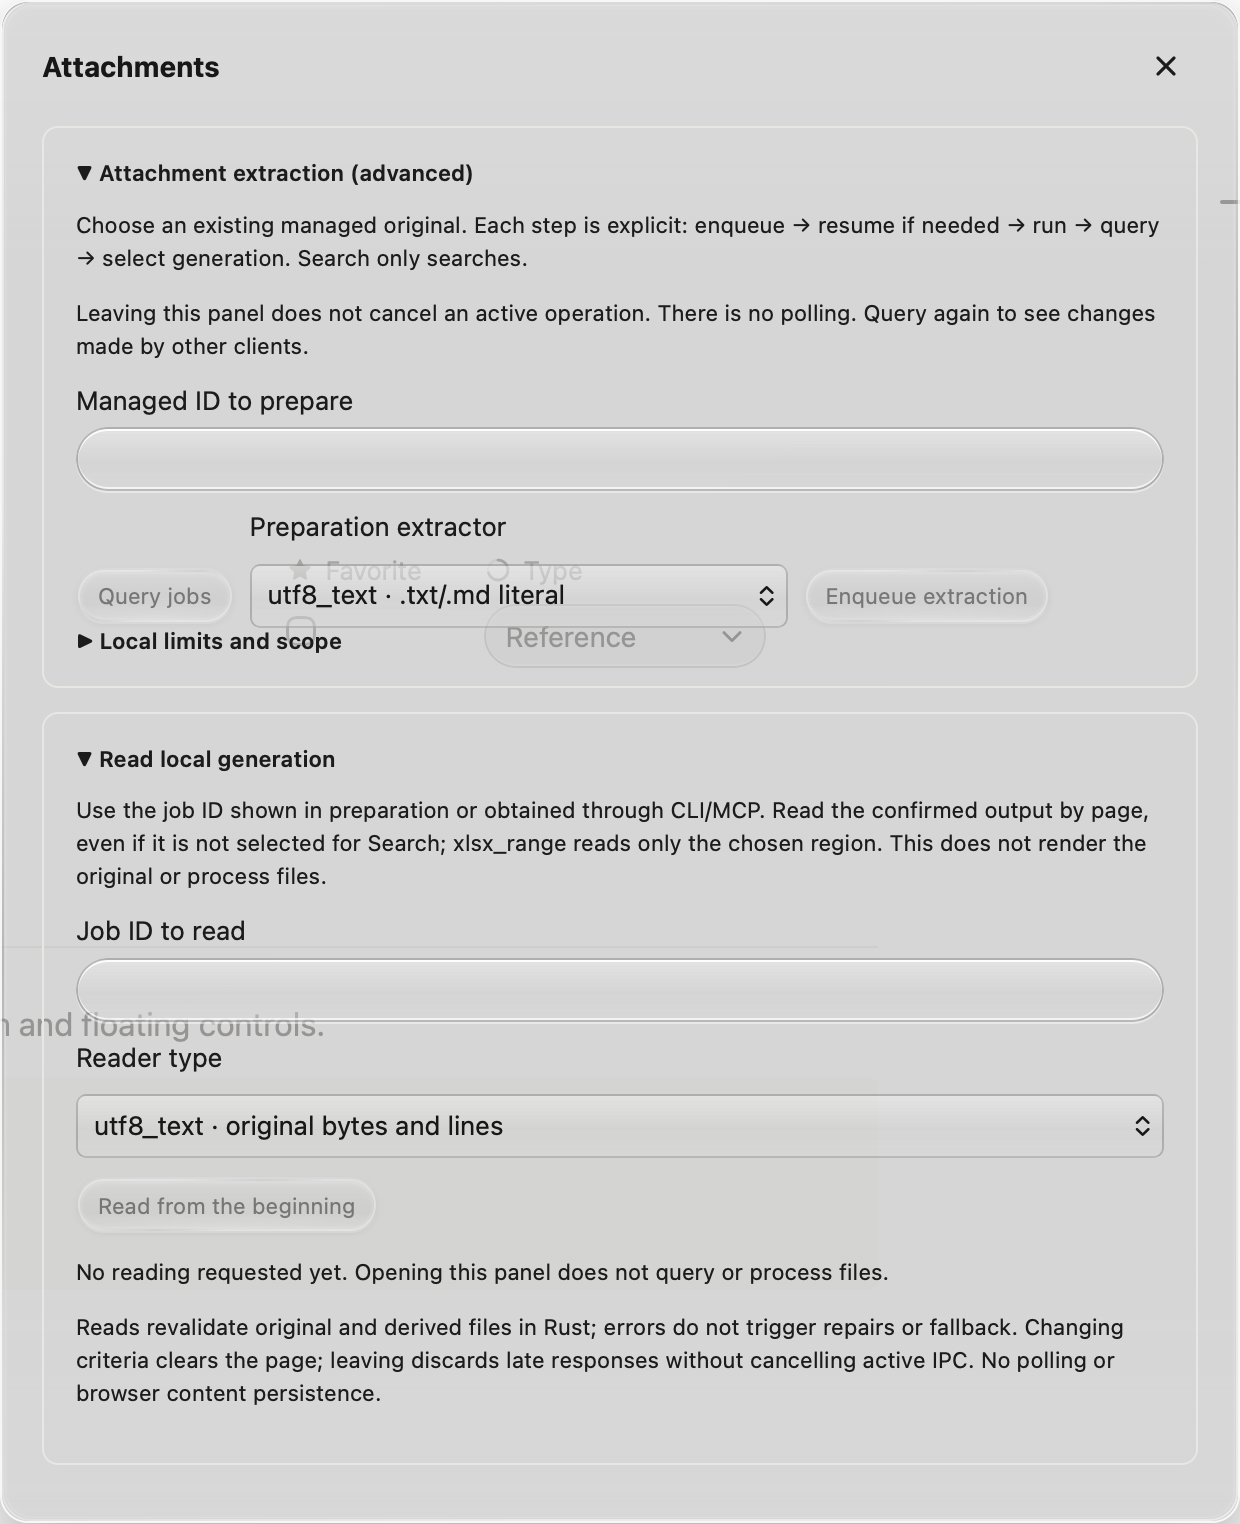 Attachments
▼ Attachment extraction (advanced)
Choose an existing managed original. Each step is explicit: enqueue → resume if needed → run → query
→ select generation. Search only searches.
Leaving this panel does not cancel an active operation. There is no polling. Query again to see changes
made by other clients.
Managed ID to prepare
Preparation extractor
Favorite Type
Query jobs utf8_text · .txt/.md literal Enqueue extraction
▶ Local limits and scope Reference
▼ Read local generation
Use the job ID shown in preparation or obtained through CLI/MCP. Read the confirmed output by page,
even if it is not selected for Search; xlsx_range reads only the chosen region. This does not render the
original or process files.
Job ID to read
and floating controls.
Reader type
utf8_text · original bytes and lines
Read from the beginning
No reading requested yet. Opening this panel does not query or process files.
Reads revalidate original and derived files in Rust; errors do not trigger repairs or fallback. Changing
criteria clears the page; leaving discards late responses without cancelling active IPC. No polling or
browser content persistence.